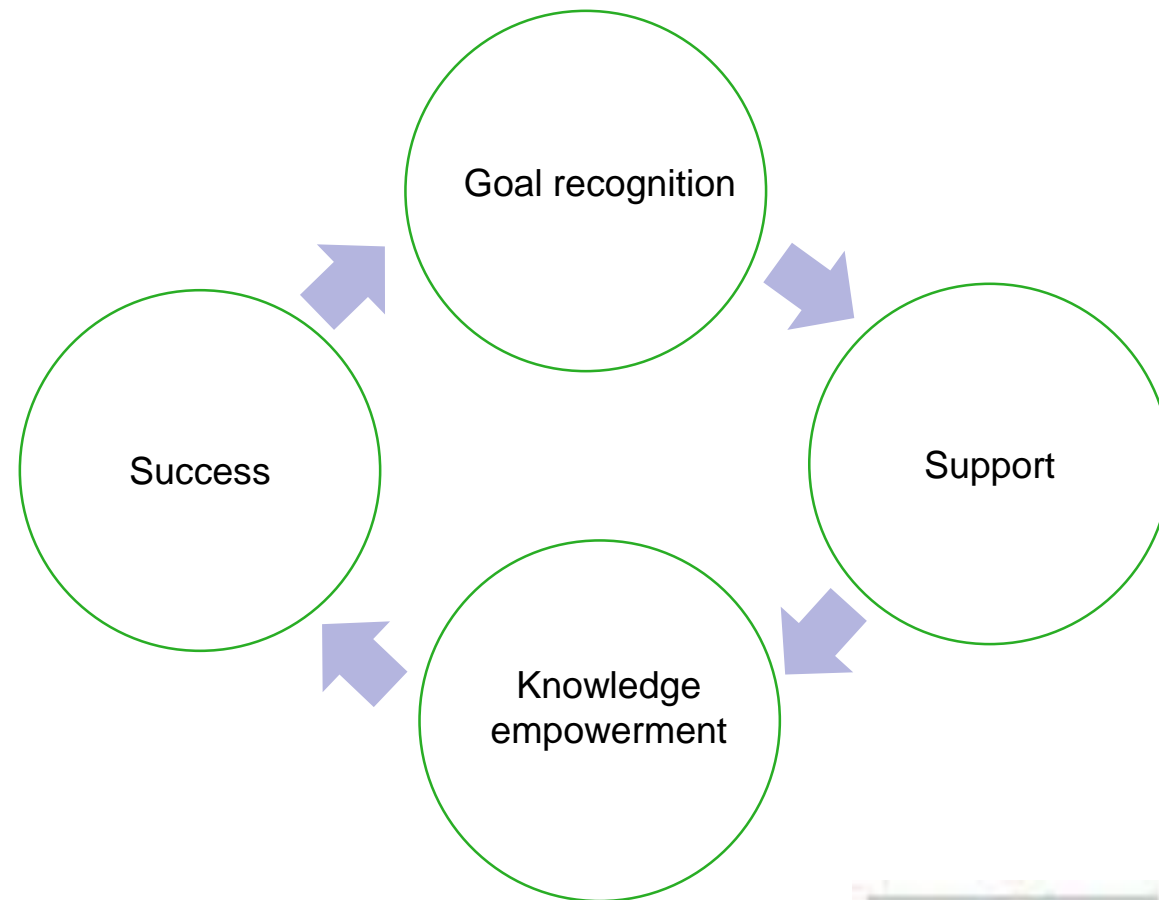 Goal recognition
Support
Knowledge
empowerment
Success